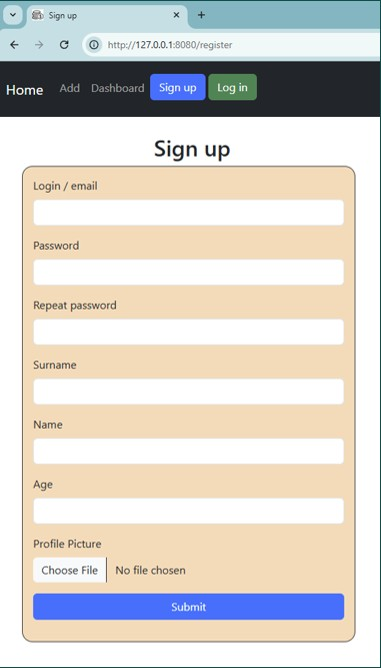 Sign up
http://127.0.0.1:8080/register
Home Add Dashboard Sign up Log in
Sign up
Login / email
Password
Repeat password
Surname
Name
Age
Profile Picture
Choose File No file chosen
Submit